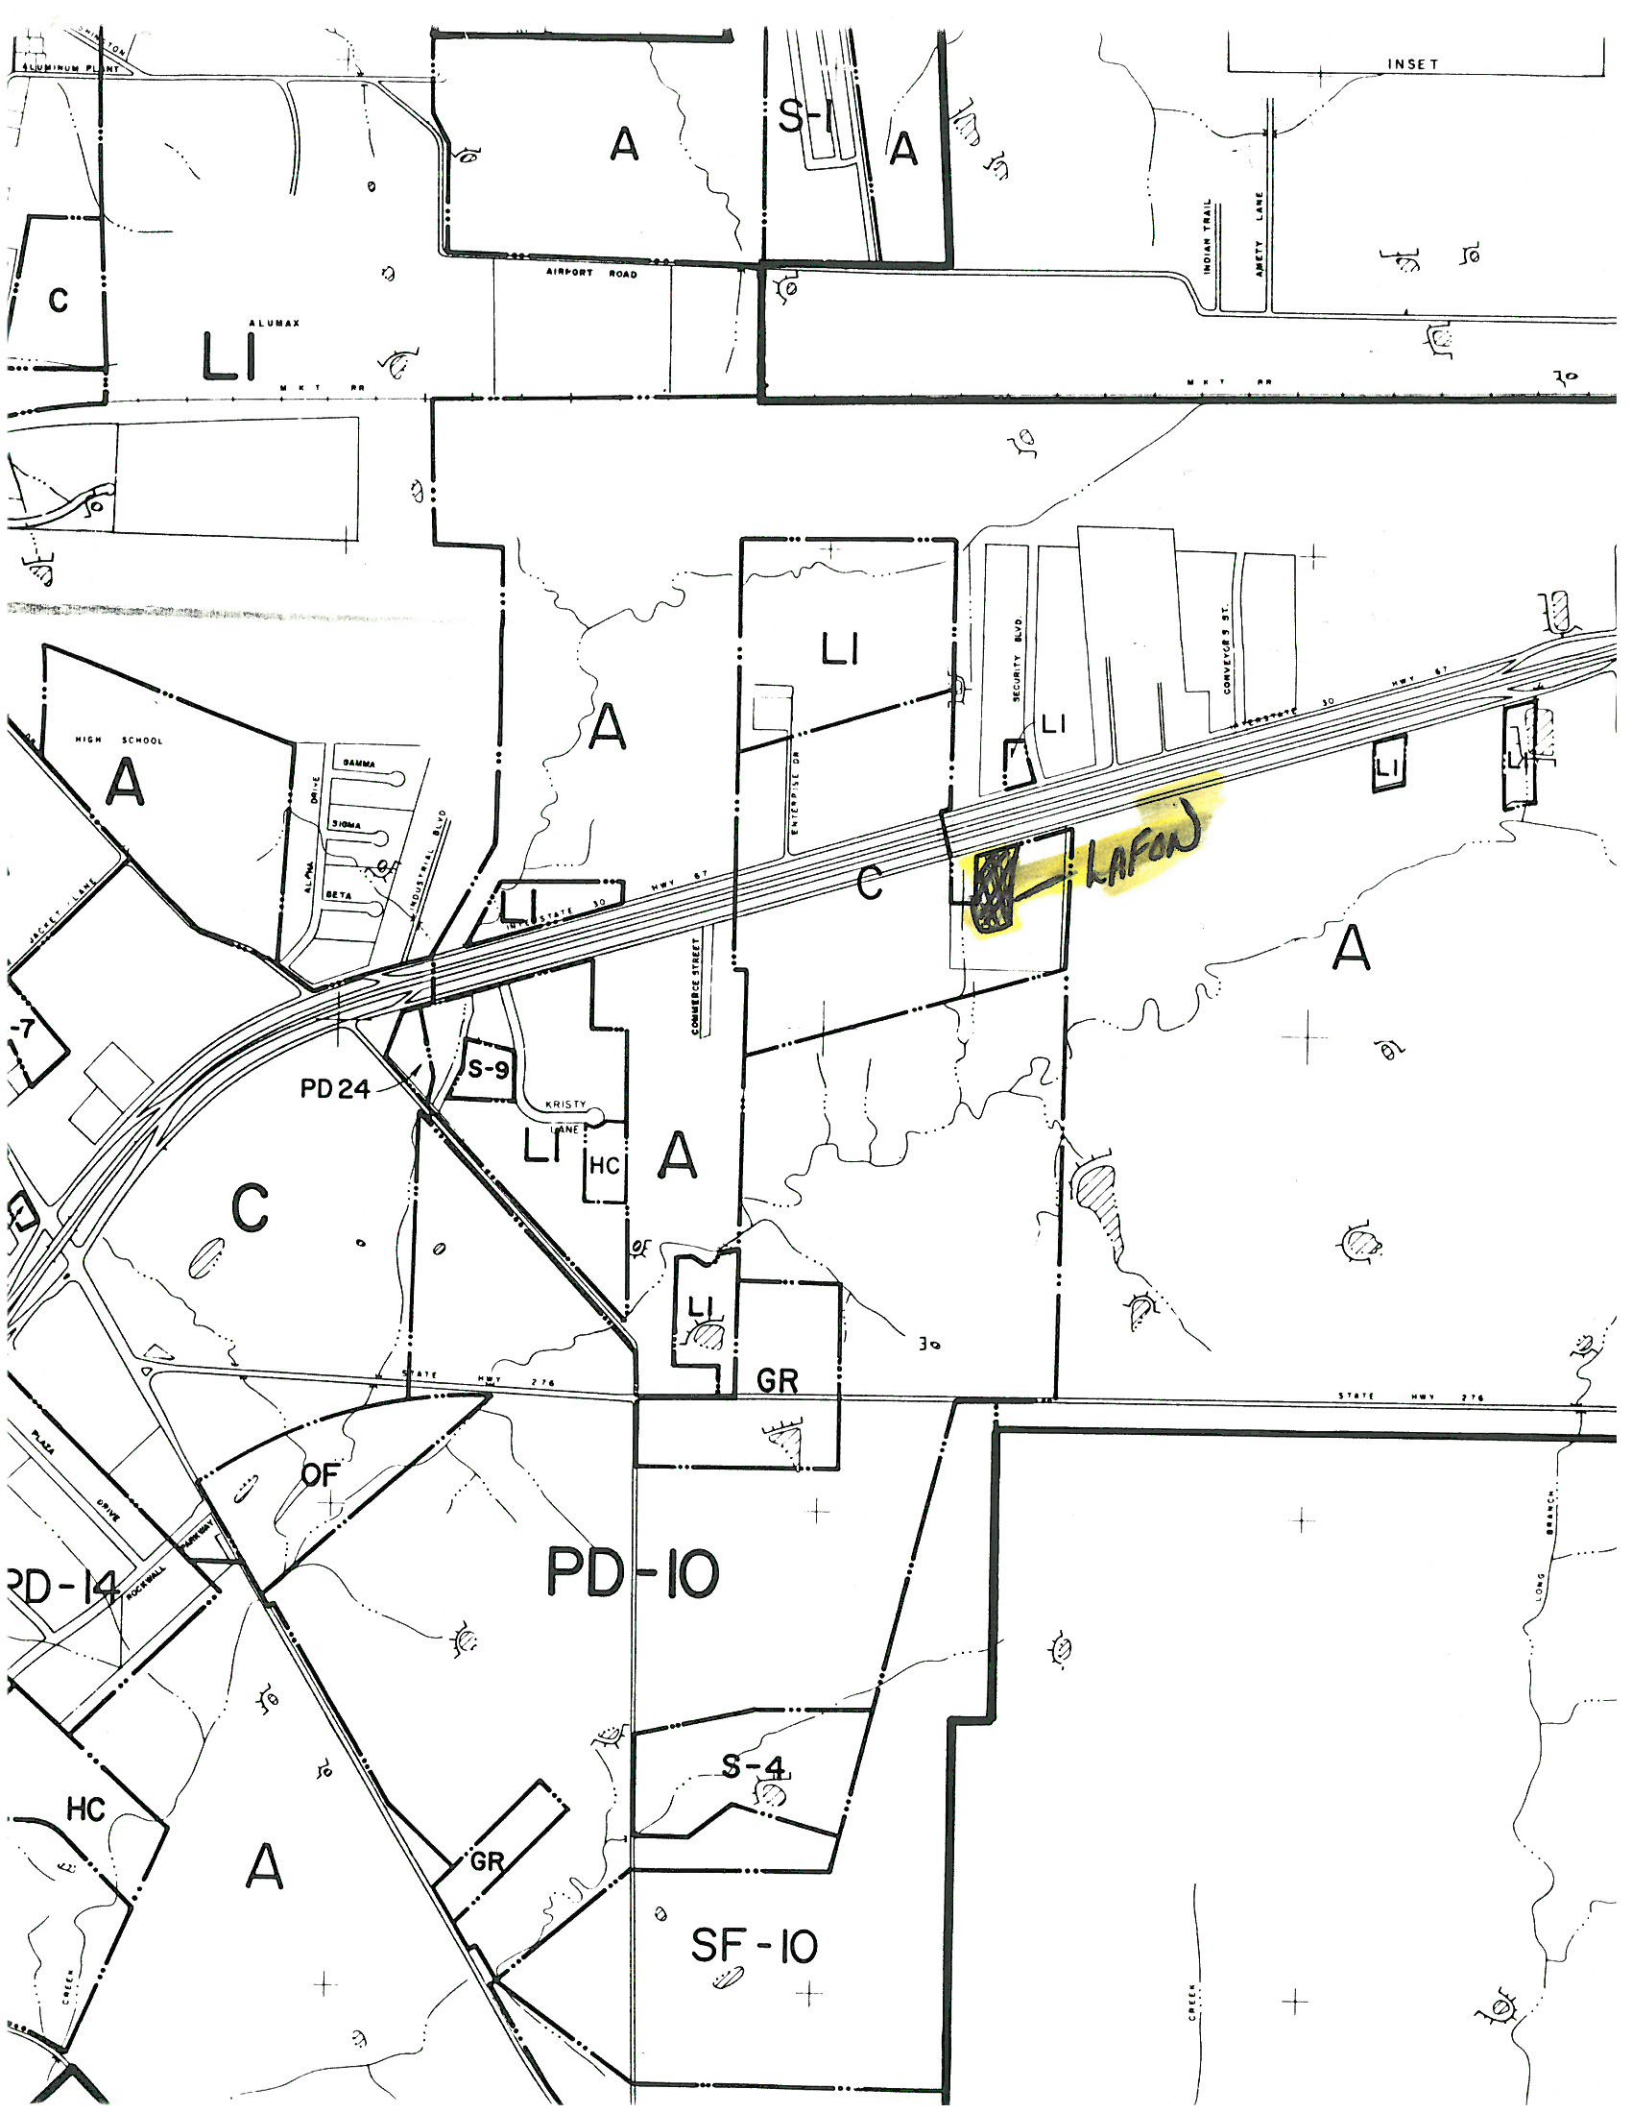 INSET
ALUMINUM PLANT
S-1
A
A
INDIAN TRAIL
AMETY LANE
AIRPORT ROAD
C
ALUMAX
LI
M K T RR
M K T RR
LI
SECURITY BLVD.
CONVEYORS ST.
HWY 67
30
A
LI
HIGH SCHOOL
A
GAMMA
DRIVE
SIGMA
ALPHA
BETA
INDUSTRIAL BLVD
ENTERPRISE DR
LI
LI
LAFON
C
HWY 67
LI
INTERSTATE 30
JACKEY LANE
A
COMMERCE STREET
-7
S-9
PD 24
KRISTY
LANE
LI
HC
A
C
LI
GR
STATE HWY 276
STATE HWY 276
PLAZA
DRIVE
OF
PARKWAY
ROCKWALL
PD-14
PD-10
LONG BRANCH
S-4
HC
A
GR
SF-10
CREEK
CREEK